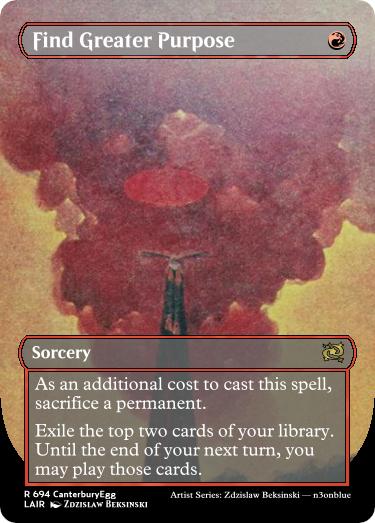 Find Greater Purpose
Sorcery
As an additional cost to cast this spell,
sacrifice a permanent.
Exile the top two cards of your library.
Until the end of your next turn, you
may play those cards.
R 694 CanterburyEgg
LAIR Zdzislaw Beksinski
Artist Series: Zdzislaw Beksinski — n3onblue